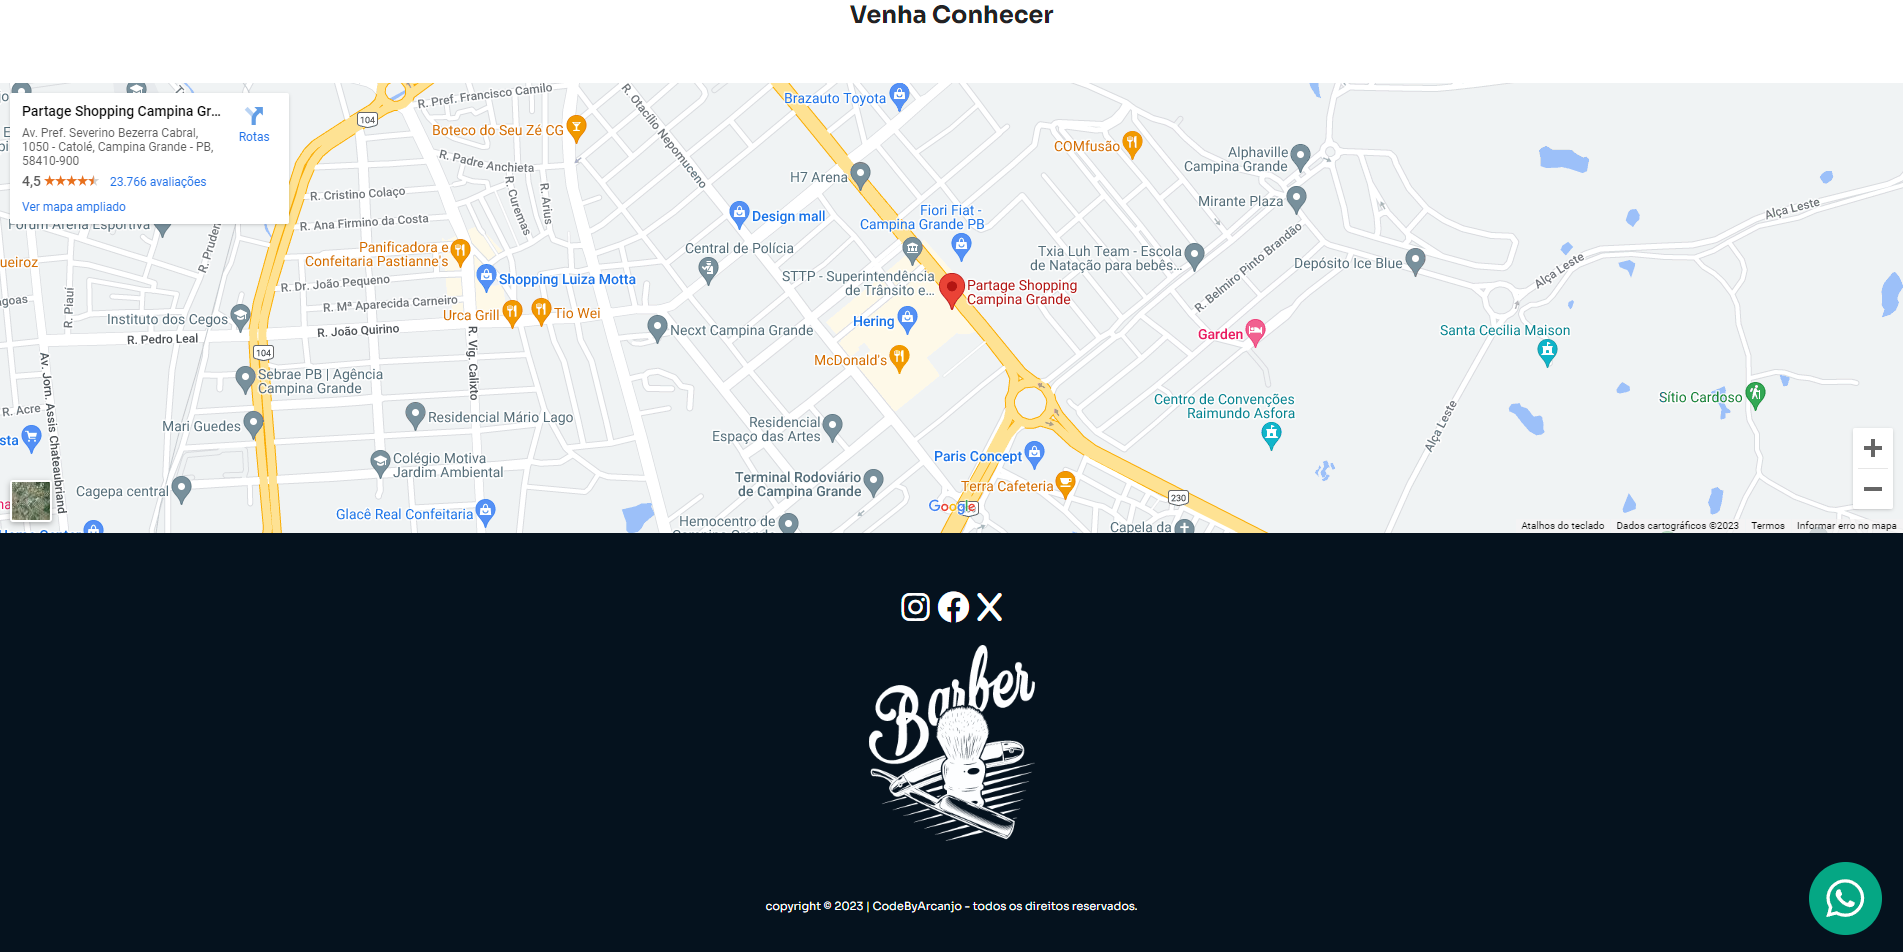 Venha Conhecer
Partage Shopping Campina Gr...
Rotas
Av. Pref. Severino Bezerra Cabral,
1050 - Catolé, Campina Grande - PB,
58410-900
4,5
23.766 avaliações
Ver mapa ampliado
104
R. Pref. Francisco Camilo
Boteco do Seu Zé CG
R. Padre Anchieta
R. Otacílio Nepomuceno
Brazauto Toyota
COMfusão
Alphaville
Campina Grande
H7 Arena
R. Cristino Colaço
R. Curemas
R. Arius
Mirante Plaza
Alça Leste
Design mall
Fiori Fiat -
Campina Grande PB
R. Ana Firmino da Costa
Forum Arena Esportiva
Panificadora e
Confeitaria Pastianne's
Central de Polícia
Txia Luh Team - Escola
de Natação para bebês...
R. Belmiro Pinto Brandão
Depósito Ice Blue
Alça Leste
ueiroz
R. Piauí
R. Dr. João Pequeno
Shopping Luiza Motta
STTP - Superintendência
de Trânsito e...
Partage Shopping
Campina Grande
R. Mª Aparecida Carneiro
Urca Grill
Tio Wei
Hering
Instituto dos Cegos
R. João Quirino
R. Pedro Leal
Necxt Campina Grande
Garden
Santa Cecilia Maison
104
R. Vig. Calixto
McDonald's
Av. Jorn. Assis Chateaubriand
Sebrae PB | Agência
Campina Grande
Centro de Convenções
Raimundo Asfora
Sítio Cardoso
R. Acre
Mari Guedes
Residencial Mário Lago
Residencial
Espaço das Artes
Alça Leste
sta
Colégio Motiva
Jardim Ambiental
Paris Concept
Cagepa central
Terminal Rodoviário
de Campina Grande
Terra Cafeteria
230
Glacê Real Confeitaria
Google
Hemocentro de
Campina Grande
Capela da
Atalhos do teclado
Dados cartográficos ©2023
Termos
Informar erro no mapa
Barber
copyright © 2023 | CodeByArcanjo - todos os direitos reservados.